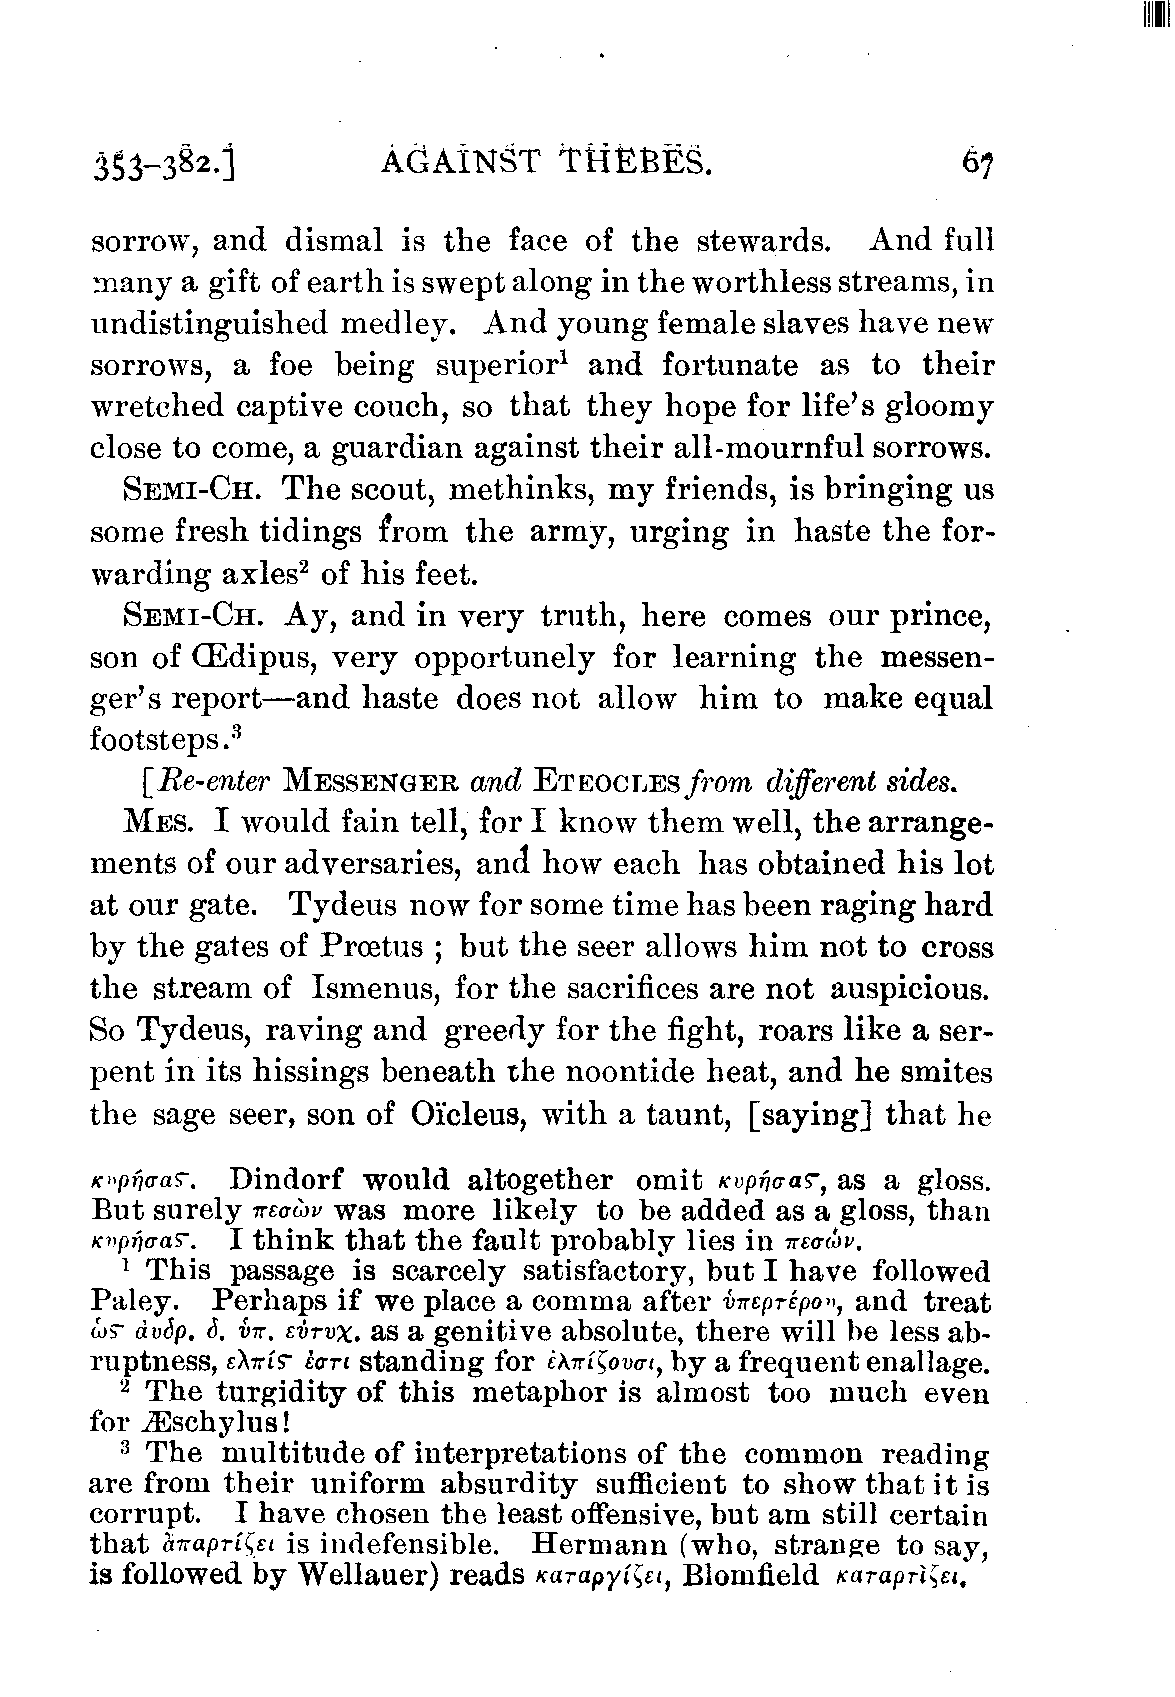 353–382.] AGAINST THEBES. 67
sorrow, and dismal is the face of the stewards. And full
many a gift of earth is swept along in the worthless streams, in
undistinguished medley. And young female slaves have new
sorrows, a foe being superior¹ and fortunate as to their
wretched captive couch, so that they hope for life's gloomy
close to come, a guardian against their all-mournful sorrows.
SEMI-CH. The scout, methinks, my friends, is bringing us
some fresh tidings from the army, urging in haste the for-
warding axles² of his feet.
SEMI-CH. Ay, and in very truth, here comes our prince,
son of Œdipus, very opportunely for learning the messen-
ger's report—and haste does not allow him to make equal
footsteps.³
[Re-enter MESSENGER and ETEOCLES from different sides.
MES. I would fain tell, for I know them well, the arrange-
ments of our adversaries, and how each has obtained his lot
at our gate. Tydeus now for some time has been raging hard
by the gates of Prœtus ; but the seer allows him not to cross
the stream of Ismenus, for the sacrifices are not auspicious.
So Tydeus, raving and greedy for the fight, roars like a ser-
pent in its hissings beneath the noontide heat, and he smites
the sage seer, son of Oïcleus, with a taunt, [saying] that he
κυρήσας. Dindorf would altogether omit κυρήσας, as a gloss.
But surely πεσὼν was more likely to be added as a gloss, than
κυρήσας. I think that the fault probably lies in πεσών.
¹ This passage is scarcely satisfactory, but I have followed
Paley. Perhaps if we place a comma after ὑπερτέρου, and treat
ὡς ἀνδρ. δ. ὑπ. εὐτυχ. as a genitive absolute, there will be less ab-
ruptness, ελπίς ἐστι standing for ἐλπίζουσι, by a frequent enallage.
² The turgidity of this metaphor is almost too much even
for Æschylus!
³ The multitude of interpretations of the common reading
are from their uniform absurdity sufficient to show that it is
corrupt. I have chosen the least offensive, but am still certain
that ἀπαρτίζει is indefensible. Hermann (who, strange to say,
is followed by Wellauer) reads καταργίζει, Blomfield καταρτίζει.